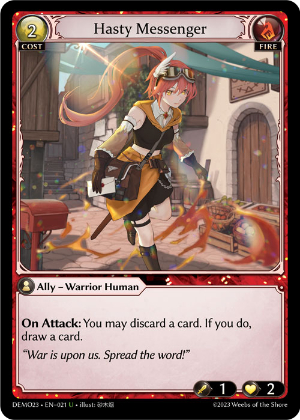 2
Hasty Messenger
COST
FIRE
Ally – Warrior Human
On Attack: You may discard a card. If you do,
draw a card.
“War is upon us. Spread the word!”
1
2
DEMO23 • EN–021 U • illust:
©2023 Weebs of the Shore